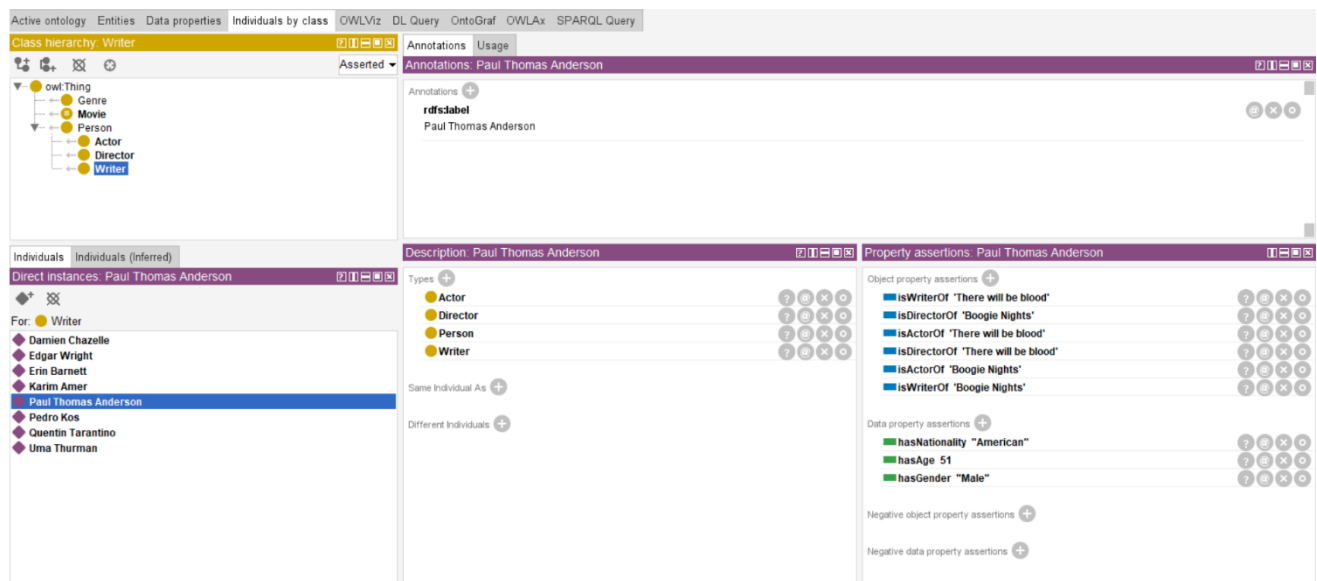 Active ontology Entities Data properties Individuals by class OWLViz DL Query OntoGraf OWLAx SPARQL Query
Class hierarchy: Writer
Asserted
owl:Thing
Genre
Movie
Person
Actor
Director
Writer
Annotations Usage
Annotations: Paul Thomas Anderson
Annotations
rdfs:label
Paul Thomas Anderson
Individuals Individuals (Inferred)
Direct instances: Paul Thomas Anderson
For: Writer
Damien Chazelle
Edgar Wright
Erin Barnett
Karim Amer
Paul Thomas Anderson
Pedro Kos
Quentin Tarantino
Uma Thurman
Description: Paul Thomas Anderson
Types
Actor
Director
Person
Writer
Same Individual As
Different Individuals
Property assertions: Paul Thomas Anderson
Object property assertions
isWriterOf 'There will be blood'
isDirectorOf 'Boogie Nights'
isActorOf 'There will be blood'
isDirectorOf 'There will be blood'
isActorOf 'Boogie Nights'
isWriterOf 'Boogie Nights'
Data property assertions
hasNationality "American"
hasAge 51
hasGender "Male"
Negative object property assertions
Negative data property assertions